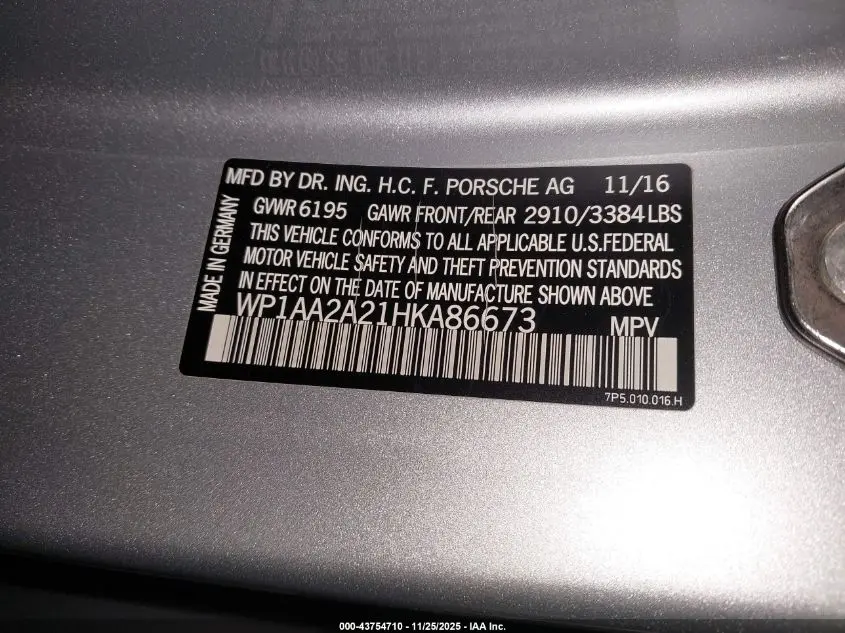 MFD BY DR. ING. H.C. F. PORSCHE AG 11/16
GVWR 6195 GAWR FRONT/REAR 2910/3384 LBS
THIS VEHICLE CONFORMS TO ALL APPLICABLE U.S.FEDERAL
MOTOR VEHICLE SAFETY AND THEFT PREVENTION STANDARDS
IN EFFECT ON THE DATE OF MANUFACTURE SHOWN ABOVE
WP1AA2A21HKA86673 MPV
MADE IN GERMANY
7P5.010.016.H
000-43754710 - 11/25/2025 - IAA Inc.